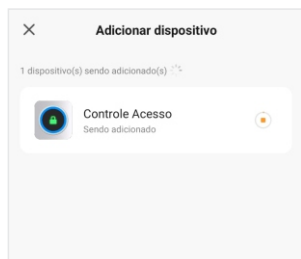 Adicionar dispositivo
1 dispositivo(s) sendo adicionado(s)
Controle Acesso
Sendo adicionado